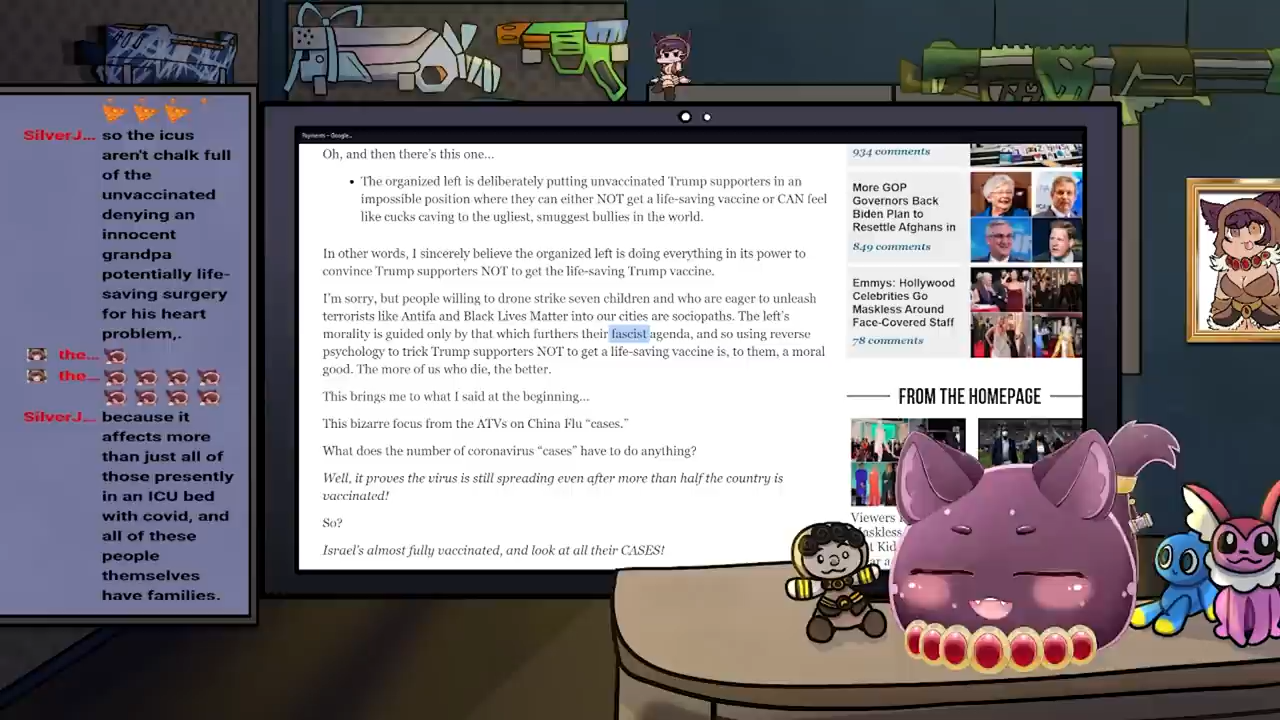 SilverJ... so the icus
aren't chalk full
of the
unvaccinated
denying an
innocent
grandpa
potentially life-
saving surgery
for his heart
problem,.
the...
the...
SilverJ... because it
affects more
than just all of
those presently
in an ICU bed
with covid, and
all of these
people
themselves
have families.
Payments – Google...
Oh, and then there's this one...
• The organized left is deliberately putting unvaccinated Trump supporters in an
impossible position where they can either NOT get a life-saving vaccine or CAN feel
like cucks caving to the ugliest, smuggest bullies in the world.
In other words, I sincerely believe the organized left is doing everything in its power to
convince Trump supporters NOT to get the life-saving Trump vaccine.
I'm sorry, but people willing to drone strike seven children and who are eager to unleash
terrorists like Antifa and Black Lives Matter into our cities are sociopaths. The left's
morality is guided only by that which furthers their fascist agenda, and so using reverse
psychology to trick Trump supporters NOT to get a life-saving vaccine is, to them, a moral
good. The more of us who die, the better.
This brings me to what I said at the beginning...
This bizarre focus from the ATVs on China Flu “cases.”
What does the number of coronavirus “cases” have to do anything?
Well, it proves the virus is still spreading even after more than half the country is
vaccinated!
So?
Israel's almost fully vaccinated, and look at all their CASES!
934 comments
More GOP
Governors Back
Biden Plan to
Resettle Afghans in
849 comments
Emmys: Hollywood
Celebrities Go
Maskless Around
Face-Covered Staff
78 comments
FROM THE HOMEPAGE
Viewers
Maskless
Kid